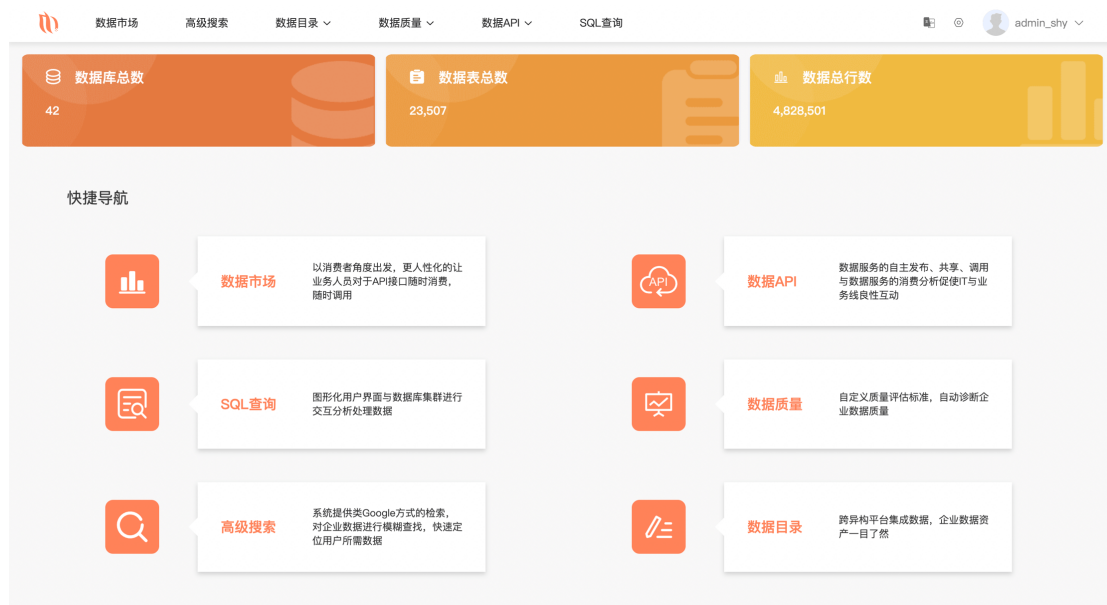 数据市场
高级搜索
数据目录
数据质量
数据API
SQL查询
admin_shy
数据库总数
42
数据表总数
23,507
数据总行数
4,828,501
快捷导航
数据市场
以消费者角度出发，更人性化的让
业务人员对于API接口随时消费，
随时调用
API
数据API
数据服务的自主发布、共享、调用
与数据服务的消费分析促使IT与业
务线良性互动
SQL查询
图形化用户界面与数据库集群进行
交互分析处理数据
数据质量
自定义质量评估标准，自动诊断企
业数据质量
高级搜索
系统提供类Google方式的检索，
对企业数据进行模糊查找，快速定
位用户所需数据
数据目录
跨异构平台集成数据，企业数据资
产一目了然